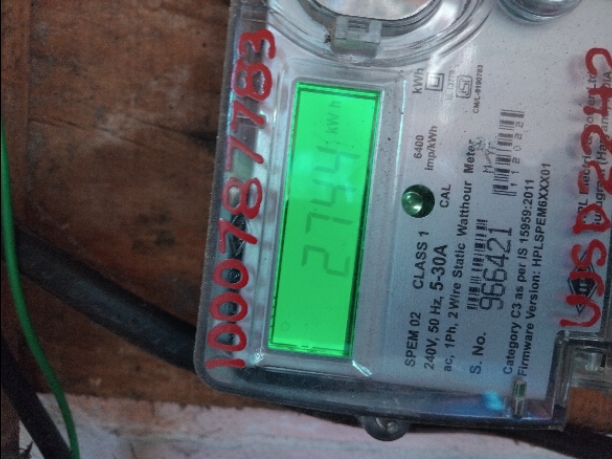 1000787783
2744 kWh
kWh
6400
Imp/kWh
CAL
SPEM 02 CLASS 1
240V, 50 Hz, 5-30A
ac, 1Ph, 2 Wire Static Watthour Meter
S. No. 966421
Category C3 as per IS 15959:2011
Firmware Version: HPLSPEM6XXX01